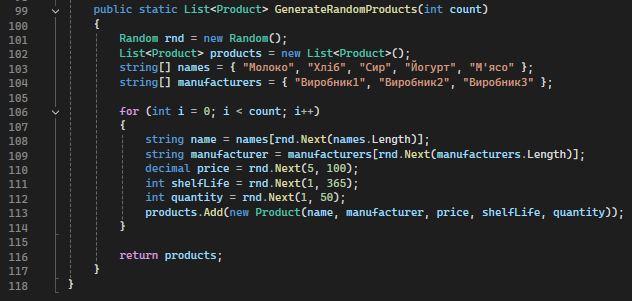 99 public static List<Product> GenerateRandomProducts(int count)
100 {
101 Random rnd = new Random();
102 List<Product> products = new List<Product>();
103 string[] names = { "Молоко", "Хліб", "Сир", "Йогурт", "М'ясо" };
104 string[] manufacturers = { "Виробник1", "Виробник2", "Виробник3" };
105
106 for (int i = 0; i < count; i++)
107 {
108 string name = names[rnd.Next(names.Length)];
109 string manufacturer = manufacturers[rnd.Next(manufacturers.Length)];
110 decimal price = rnd.Next(5, 100);
111 int shelfLife = rnd.Next(1, 365);
112 int quantity = rnd.Next(1, 50);
113 products.Add(new Product(name, manufacturer, price, shelfLife, quantity));
114 }
115
116 return products;
117 }
118 }